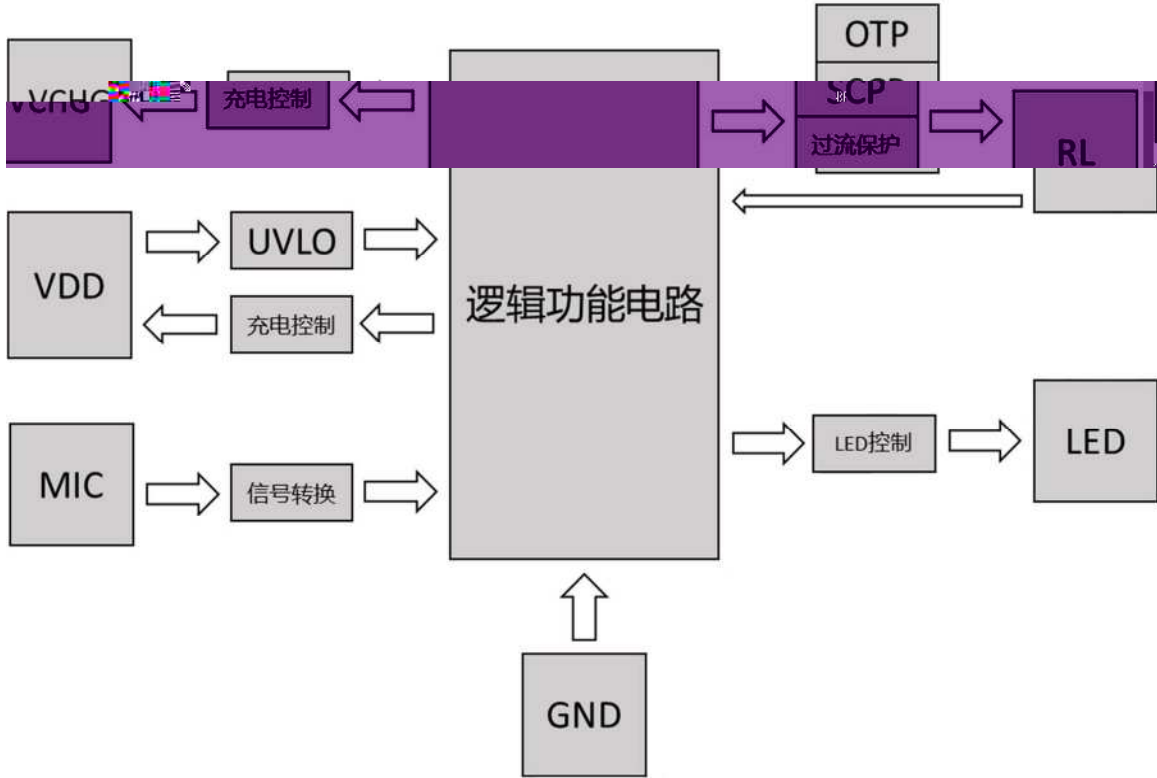 OTP
SCP
充电控制
过流保护
RL
VDD
UVLO
充电控制
逻辑功能电路
MIC
信号转换
LED控制
LED
GND